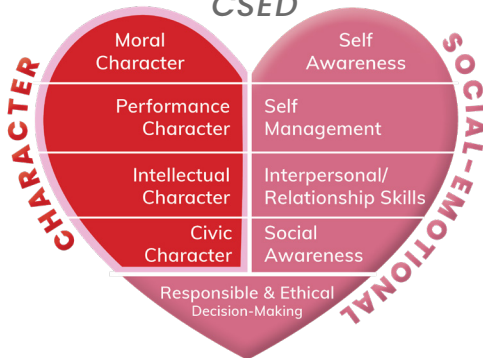 CSED
CHARACTER
Moral
Character
Self
Awareness
Performance
Character
Self
Management
Intellectual
Character
Interpersonal/
Relationship Skills
Civic
Character
Social
Awareness
Responsible & Ethical
Decision-Making
SOCIAL-EMOTIONAL